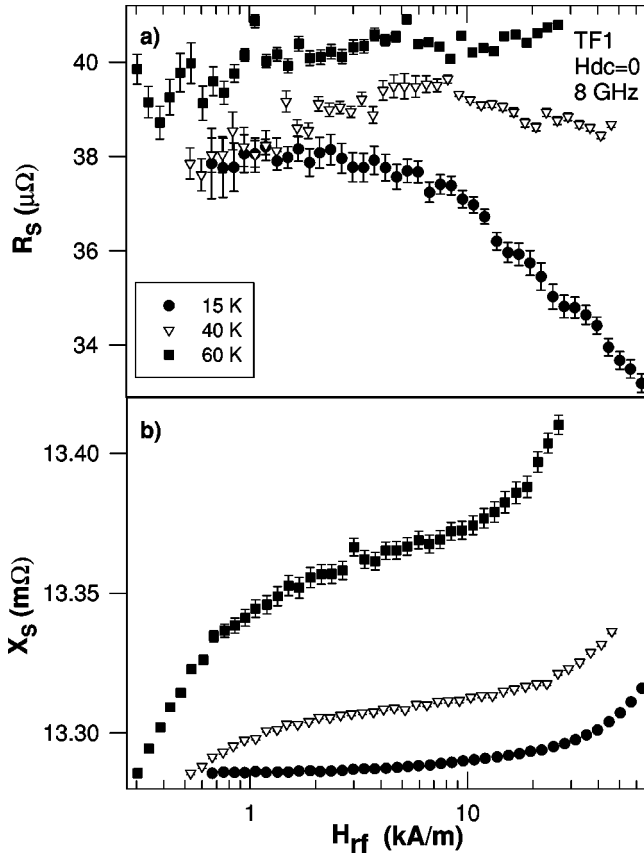 a)
TF1
Hdc=0
8 GHz
40
38
36
34
R_S (μΩ)
15 K
40 K
60 K
b)
13.40
13.35
13.30
X_S (mΩ)
1
10
H_rf (kA/m)